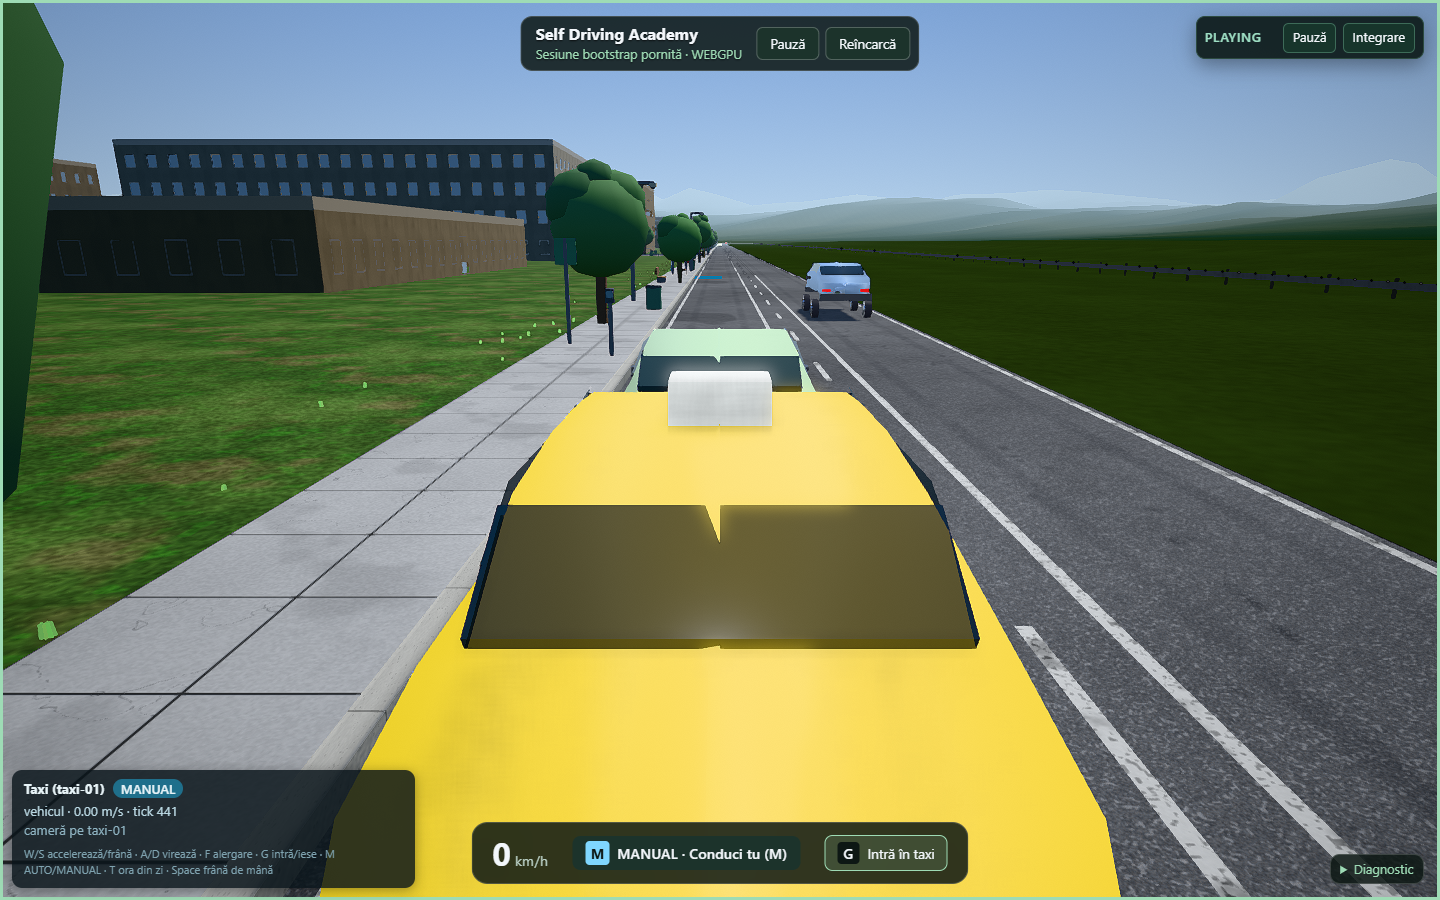 Self Driving Academy
Sesiune bootstrap pornită · WEBGPU
Pauză
Reîncarcă
PLAYING
Pauză
Integrare
Taxi (taxi-01)
MANUAL
vehicul · 0.00 m/s · tick 441
cameră pe taxi-01
W/S accelerează/frână · A/D virează · F alergare · G intră/iese · M
AUTO/MANUAL · T ora din zi · Space frână de mână
0 km/h
M MANUAL · Conduci tu (M)
G Intră în taxi
▶ Diagnostic